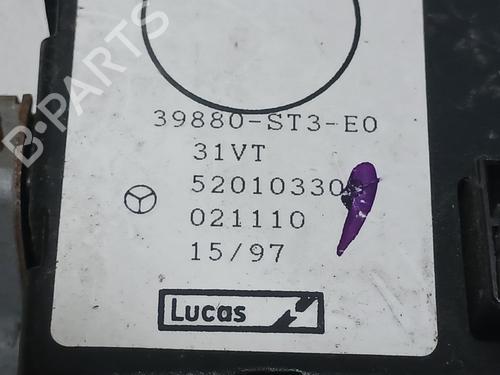 B-PARTS
39880-ST3-E0
31VT
52010330
021110
15/97
Lucas